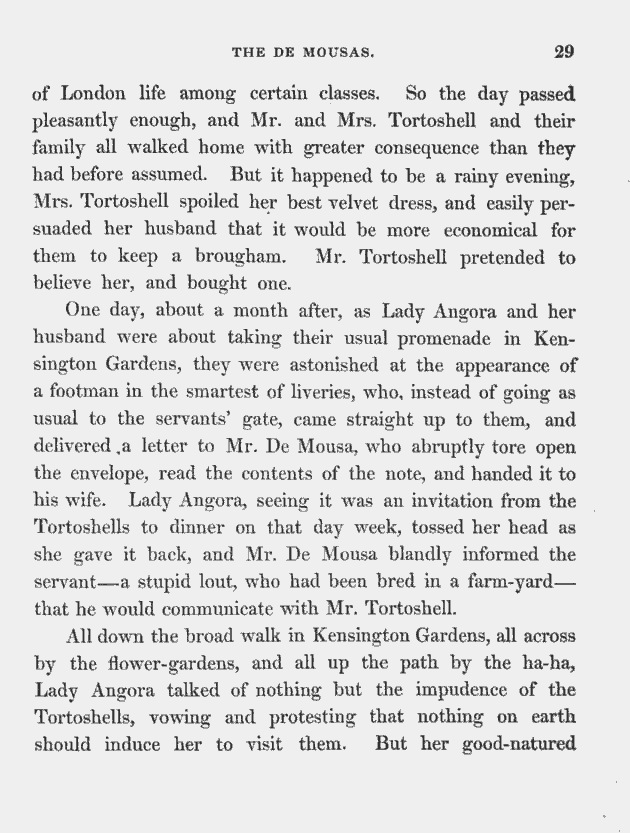 THE DE MOUSAS. 29
of London life among certain classes. So the day passed
pleasantly enough, and Mr. and Mrs. Tortoshell and their
family all walked home with greater consequence than they
had before assumed. But it happened to be a rainy evening,
Mrs. Tortoshell spoiled her best velvet dress, and easily per-
suaded her husband that it would be more economical for
them to keep a brougham. Mr. Tortoshell pretended to
believe her, and bought one.
One day, about a month after, as Lady Angora and her
husband were about taking their usual promenade in Ken-
sington Gardens, they were astonished at the appearance of
a footman in the smartest of liveries, who, instead of going as
usual to the servants' gate, came straight up to them, and
delivered a letter to Mr. De Mousa, who abruptly tore open
the envelope, read the contents of the note, and handed it to
his wife. Lady Angora, seeing it was an invitation from the
Tortoshells to dinner on that day week, tossed her head as
she gave it back, and Mr. De Mousa blandly informed the
servant—a stupid lout, who had been bred in a farm-yard—
that he would communicate with Mr. Tortoshell.
All down the broad walk in Kensington Gardens, all across
by the flower-gardens, and all up the path by the ha-ha,
Lady Angora talked of nothing but the impudence of the
Tortoshells, vowing and protesting that nothing on earth
should induce her to visit them. But her good-natured